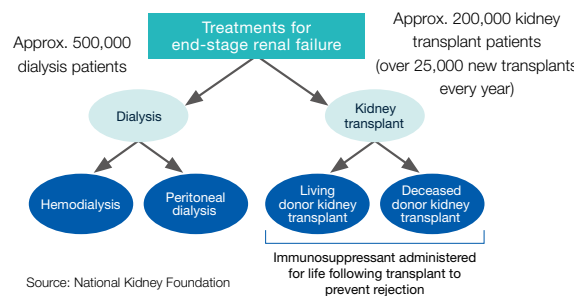 Treatments for
end-stage renal failure
Approx. 500,000
dialysis patients
Approx. 200,000 kidney
transplant patients
(over 25,000 new transplants
every year)
Dialysis
Kidney
transplant
Hemodialysis
Peritoneal
dialysis
Living
donor kidney
transplant
Deceased
donor kidney
transplant
Immunosuppressant administered
for life following transplant to
prevent rejection
Source: National Kidney Foundation